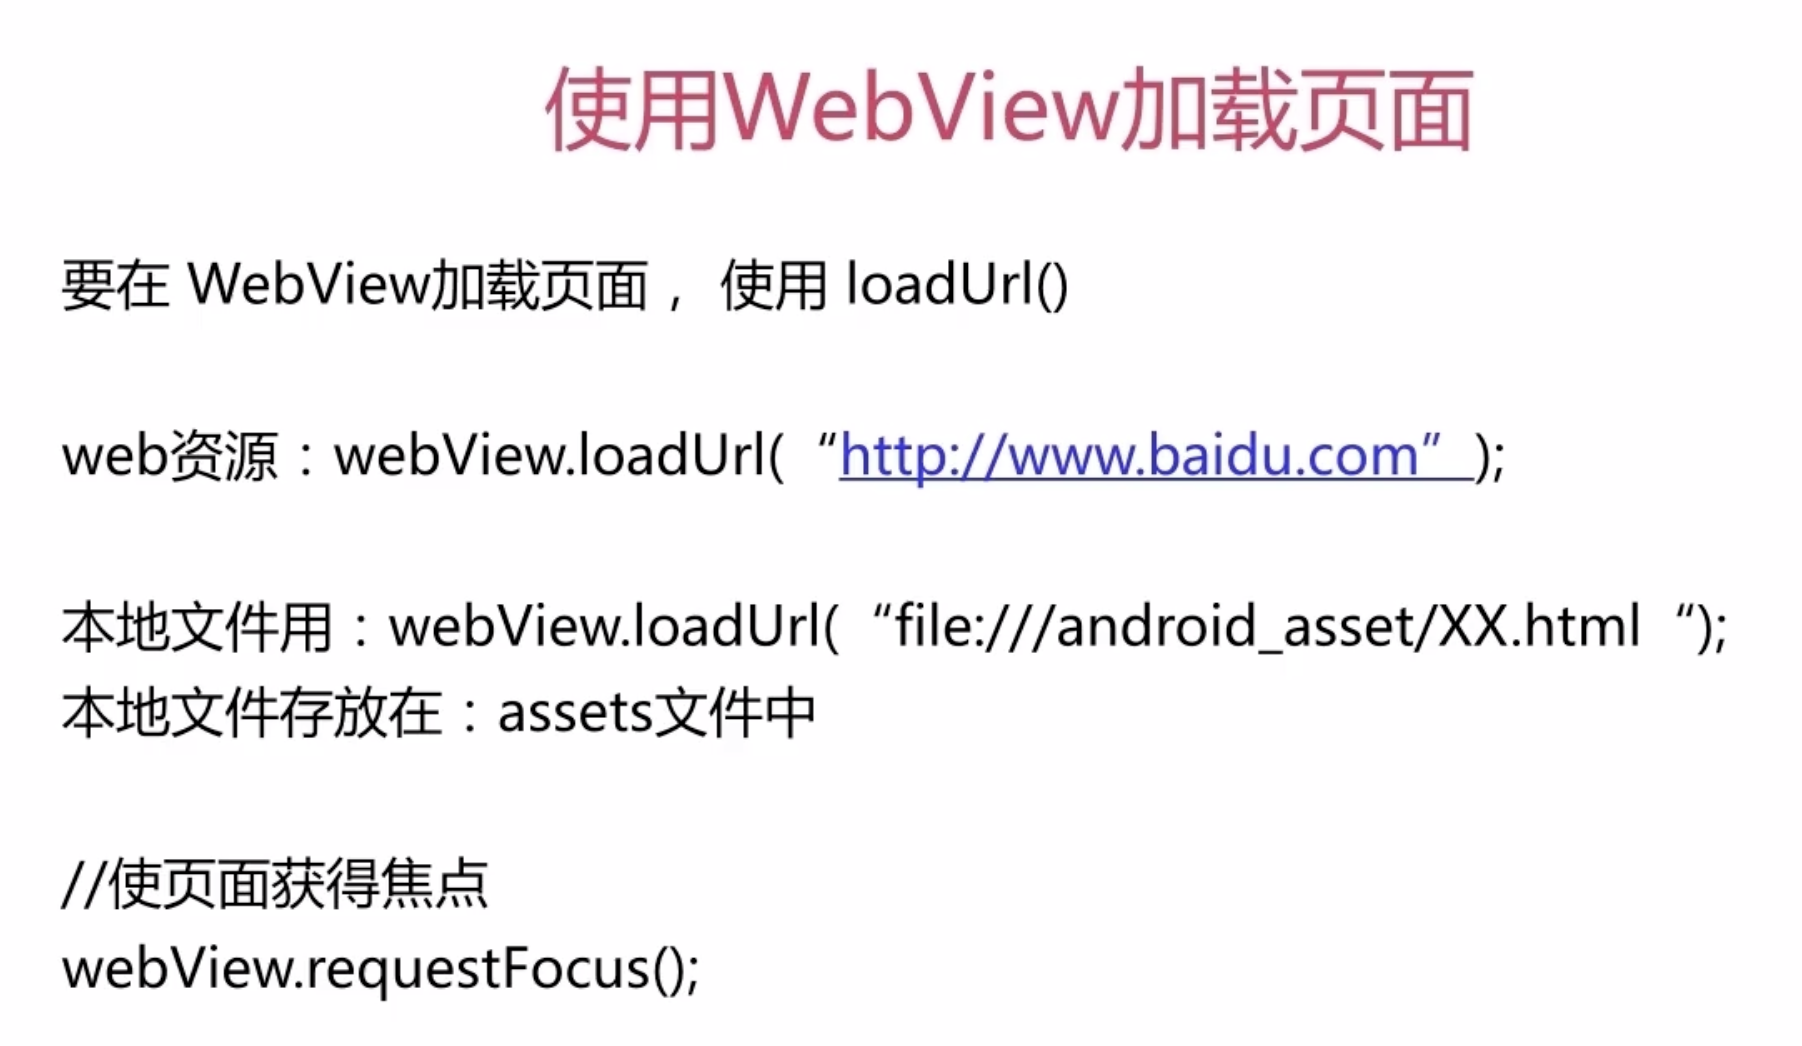 使用WebView加载页面
要在 WebView加载页面， 使用 loadUrl()
web资源：webView.loadUrl( “http://www.baidu.com” );
本地文件用：webView.loadUrl( “file:///android_asset/XX.html “);
本地文件存放在：assets文件中
//使页面获得焦点
webView.requestFocus();